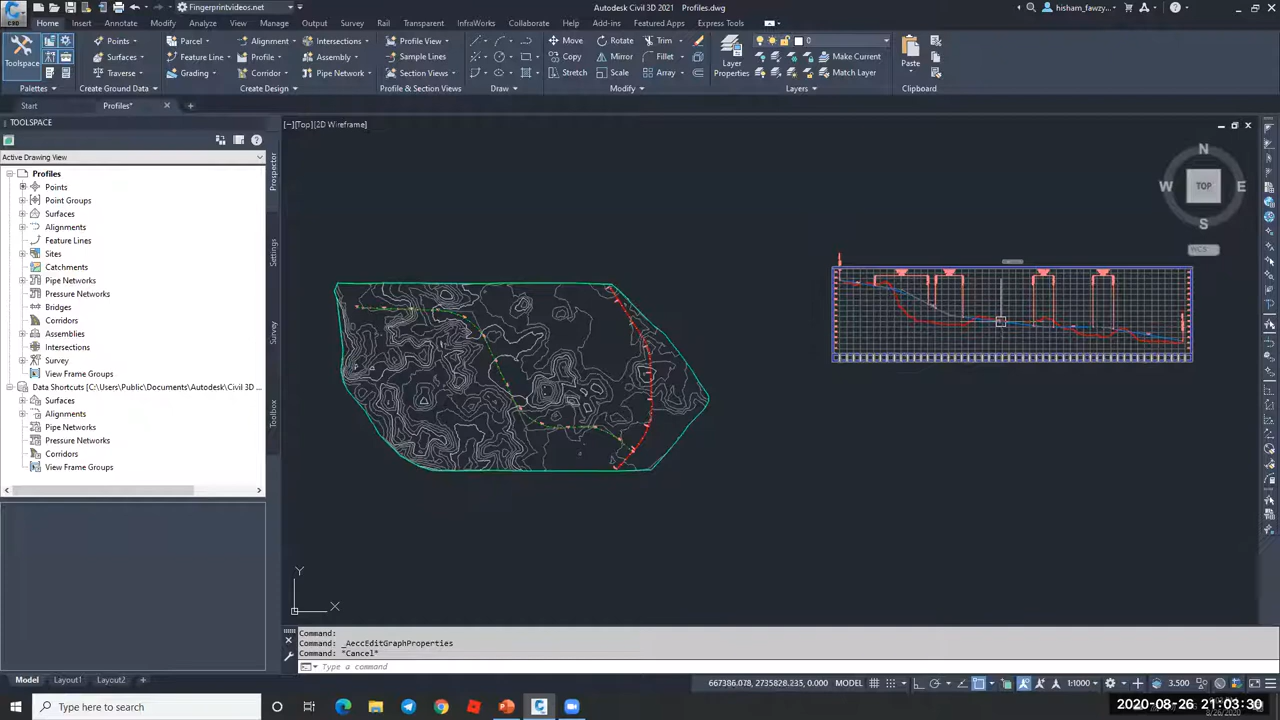 Fingerprintvideos.net
Autodesk Civil 3D 2021 Profiles.dwg
hisham_fawzy...
C3D
Home Insert Annotate Modify Analyze View Manage Output Survey Rail Transparent InfraWorks Collaborate Help Add-ins Featured Apps Express Tools
Toolspace
Points
Surfaces
Traverse
Parcel
Feature Line
Grading
Alignment
Profile
Corridor
Intersections
Assembly
Pipe Network
Profile View
Sample Lines
Section Views
Move
Copy
Stretch
Rotate
Mirror
Scale
Trim
Fillet
Array
Layer Properties
0
Make Current
Match Layer
Paste
Palettes Create Ground Data Create Design Profile & Section Views Draw Modify Layers Clipboard
Start Profiles*
TOOLSPACE
[−][Top][2D Wireframe]
Active Drawing View
Profiles
Points
Point Groups
Surfaces
Alignments
Feature Lines
Sites
Catchments
Pipe Networks
Pressure Networks
Bridges
Corridors
Assemblies
Intersections
Survey
View Frame Groups
Data Shortcuts [C:\Users\Public\Documents\Autodesk\Civil 3D ...
Surfaces
Alignments
Pipe Networks
Pressure Networks
Corridors
View Frame Groups
Prospector
Settings
Survey
Toolbox
N
W TOP E
S
WCS
Y
X
Command:
Command: _AeccEditGraphProperties
Command: *Cancel*
Type a command
Model Layout1 Layout2
667386.078, 2735828.235, 0.000 MODEL 1:1000 3.500
Type here to search
2020-08-26 21:03:30